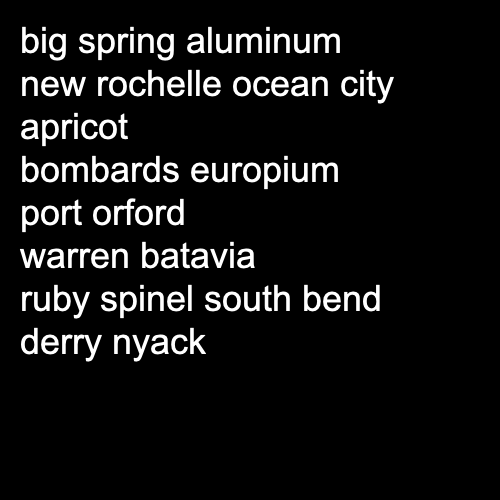 big spring aluminum
new rochelle ocean city
apricot
bombards europium
port orford
warren batavia
ruby spinel south bend
derry nyack